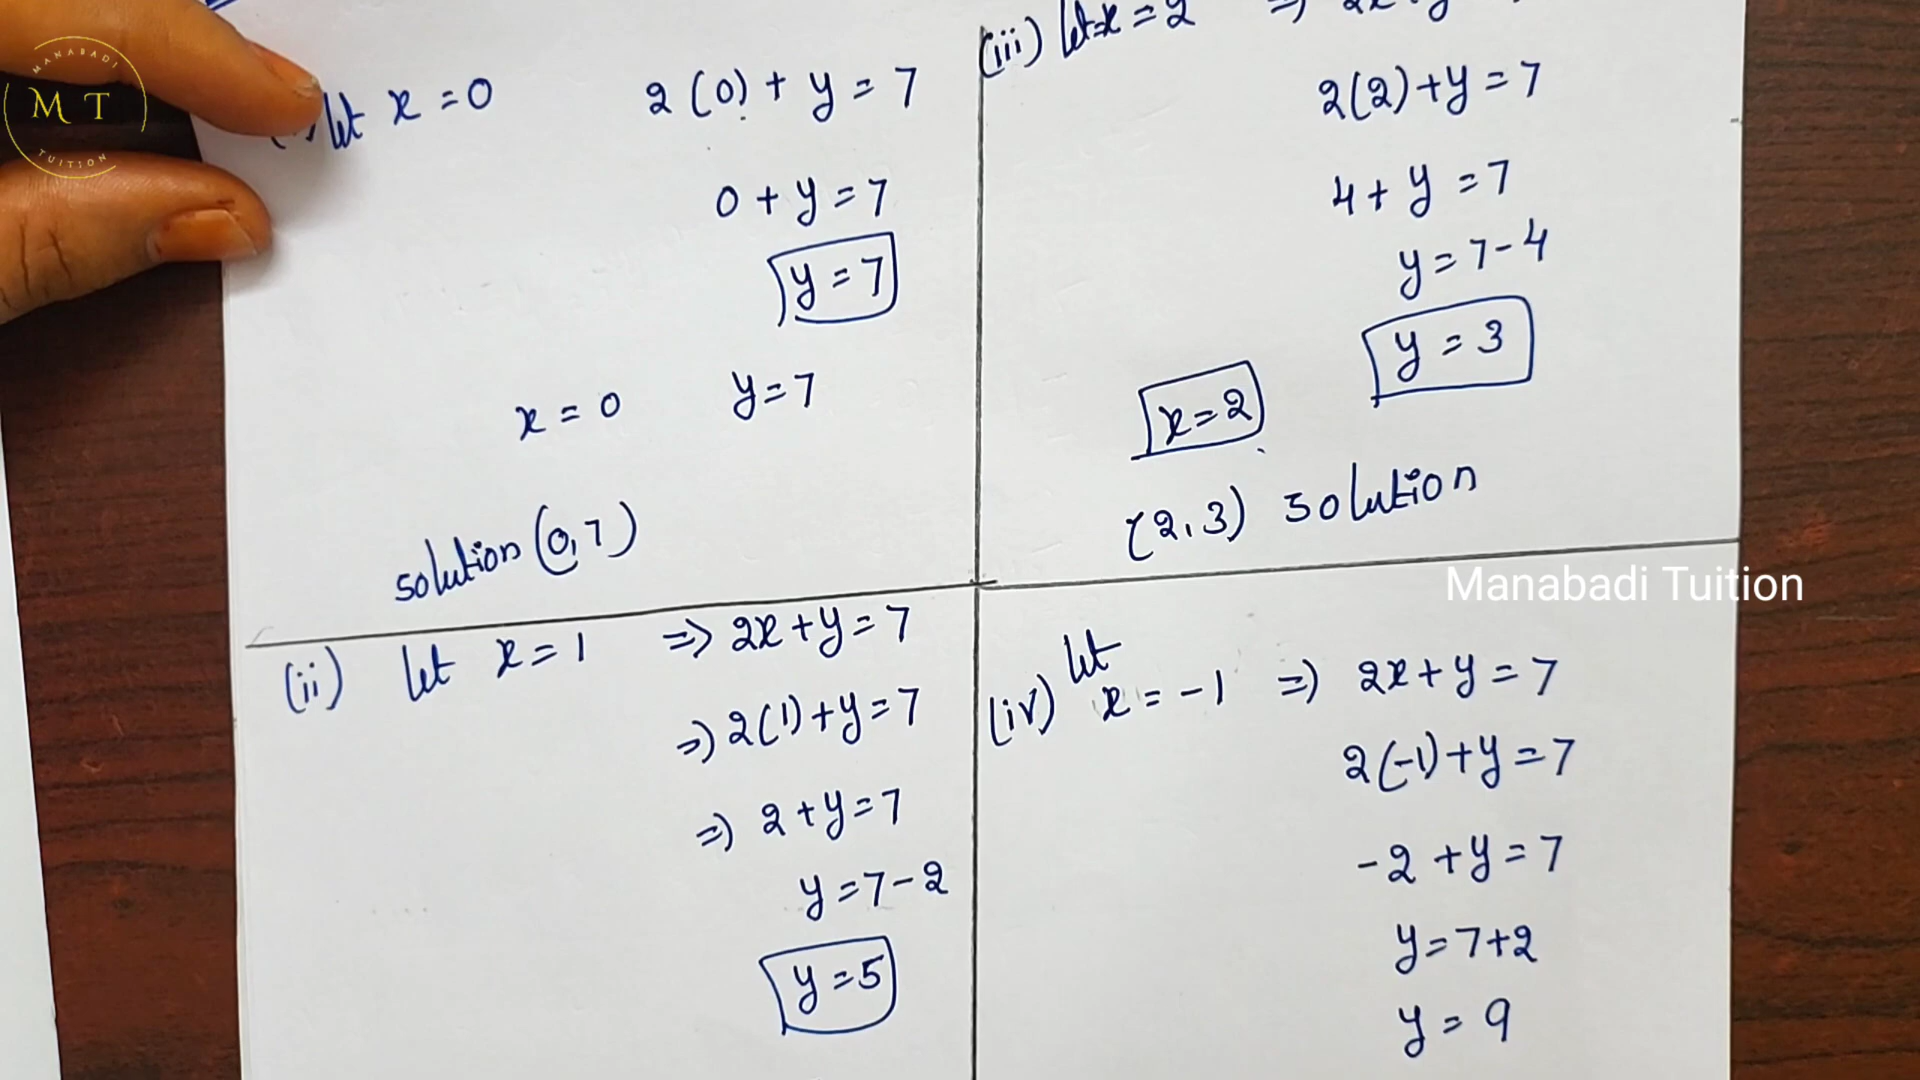 MANABADI
M T
TUITION
let x = 0 2(0) + y = 7
0 + y = 7
y = 7
x = 0 y = 7
solution (0, 7)
(ii) let x = 1 => 2x + y = 7
=> 2(1) + y = 7
=> 2 + y = 7
y = 7 - 2
y = 5
(iii) let x = 2 =>
2(2) + y = 7
4 + y = 7
y = 7 - 4
y = 3
x = 2
(2, 3) solution
Manabadi Tuition
(iv) let x = -1 => 2x + y = 7
2(-1) + y = 7
-2 + y = 7
y = 7 + 2
y = 9